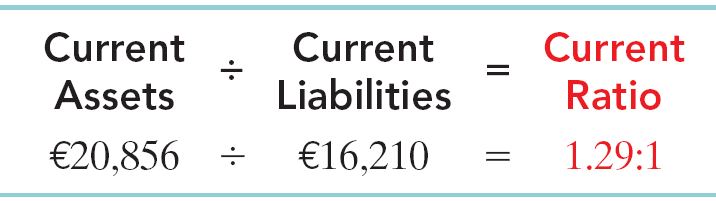 Current ÷ Current = Current
Assets Liabilities Ratio
€20,856 ÷ €16,210 = 1.29:1